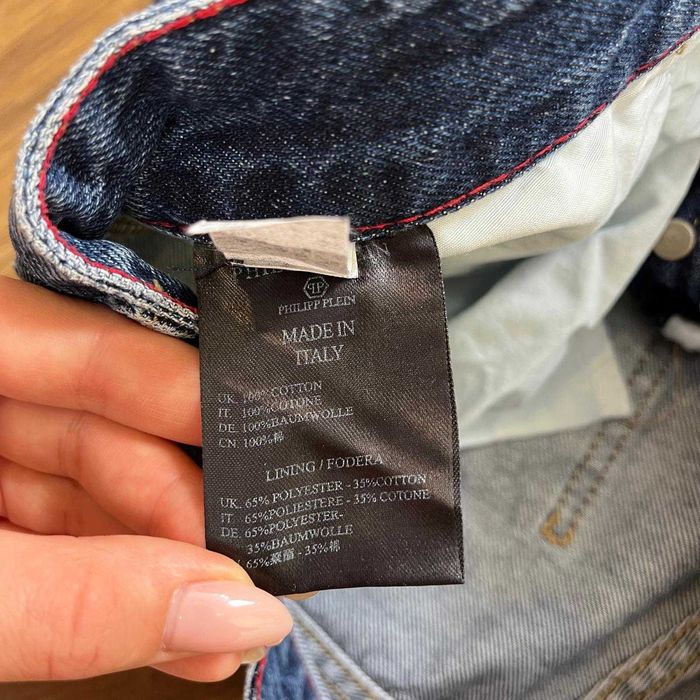 PHILIPP PLEIN
MADE IN
ITALY
UK: 100%COTTON
IT: 100%COTONE
DE: 100%BAUMWOLLE
CN: 100%棉
LINING / FODERA
UK: 65% POLYESTER - 35%COTTON
IT: 65%POLIESTERE - 35% COTONE
DE: 65%POLYESTER-
35%BAUMWOLLE
65% - 35%棉